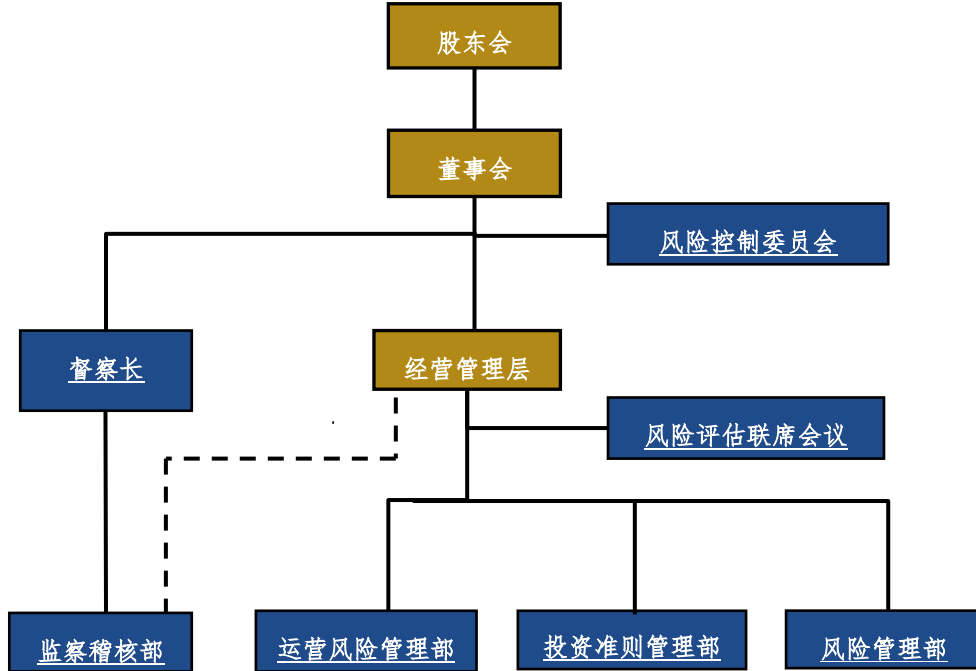 股东会
董事会
风险控制委员会
督察长
经营管理层
风险评估联席会议
监察稽核部
运营风险管理部
投资准则管理部
风险管理部